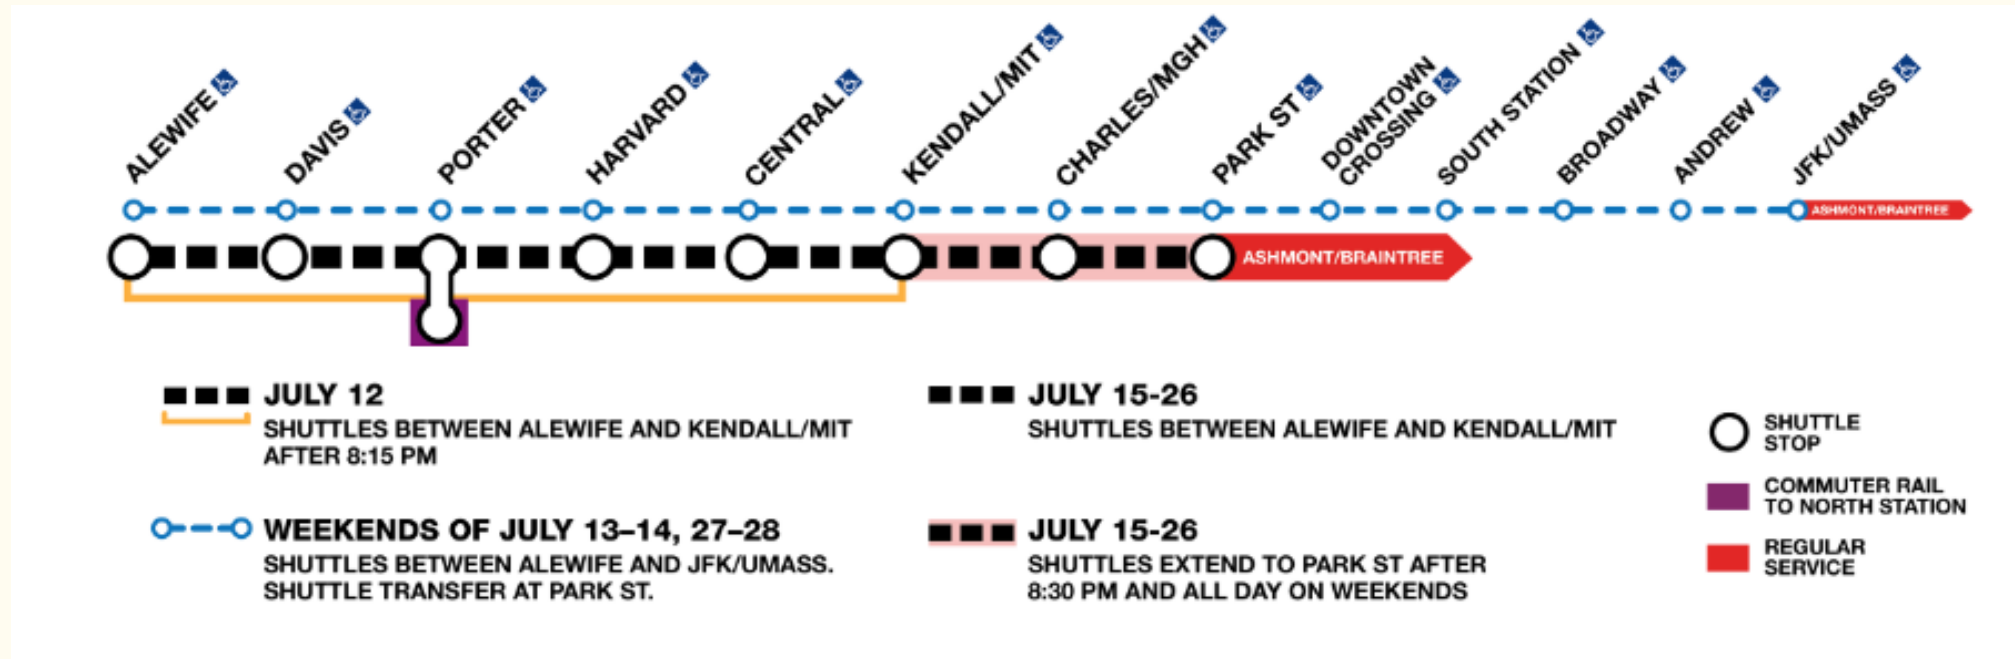 ALEWIFE
DAVIS
PORTER
HARVARD
CENTRAL
KENDALL/MIT
CHARLES/MGH
PARK ST
DOWNTOWN
CROSSING
SOUTH STATION
BROADWAY
ANDREW
JFK/UMASS
ASHMONT/BRAINTREE
ASHMONT/BRAINTREE
JULY 12
SHUTTLES BETWEEN ALEWIFE AND KENDALL/MIT
AFTER 8:15 PM
WEEKENDS OF JULY 13–14, 27–28
SHUTTLES BETWEEN ALEWIFE AND JFK/UMASS.
SHUTTLE TRANSFER AT PARK ST.
JULY 15-26
SHUTTLES BETWEEN ALEWIFE AND KENDALL/MIT
JULY 15-26
SHUTTLES EXTEND TO PARK ST AFTER
8:30 PM AND ALL DAY ON WEEKENDS
SHUTTLE
STOP
COMMUTER RAIL
TO NORTH STATION
REGULAR
SERVICE